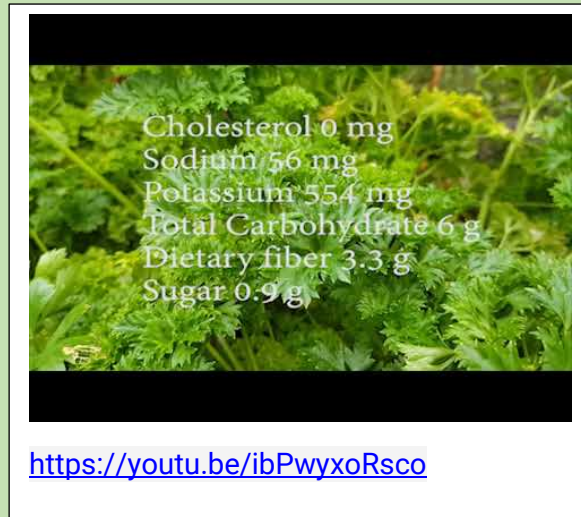 Cholesterol 0 mg
Sodium 56 mg
Potassium 554 mg
Total Carbohydrate 6 g
Dietary fiber 3.3 g
Sugar 0.9 g
https://youtu.be/ibPwyxoRsco